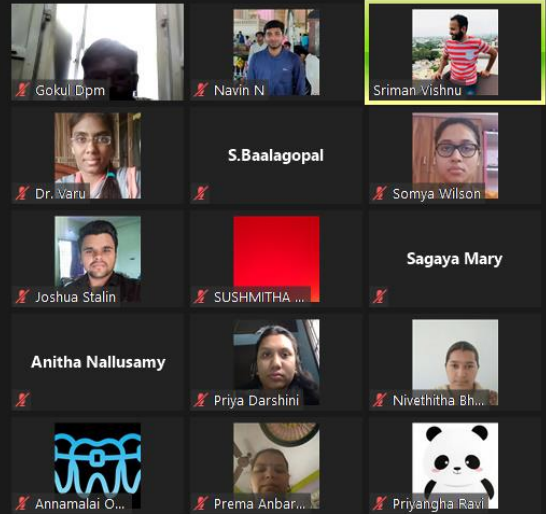 Gokul Dpm
Navin N
Sriman Vishnu
Dr. Varu
S.Baalagopal
Somya Wilson
Joshua Stalin
SUSHMITHA ...
Sagaya Mary
Anitha Nallusamy
Priya Darshini
Nivethitha Bh...
Annamalai O...
Prema Anbar...
Priyangha Ravi